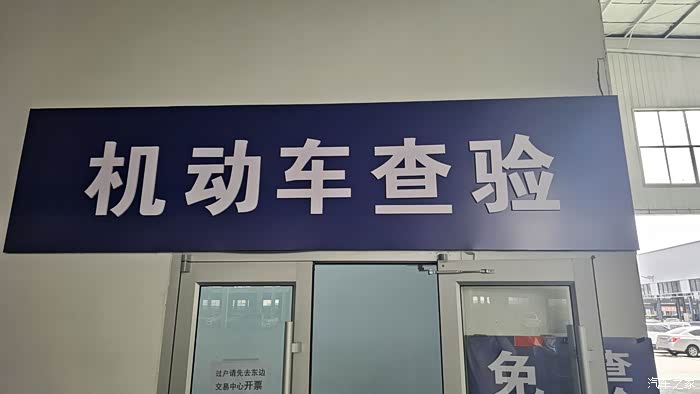 机动车查验
过户请先去东边
交易中心开票
免
查
汽车之家